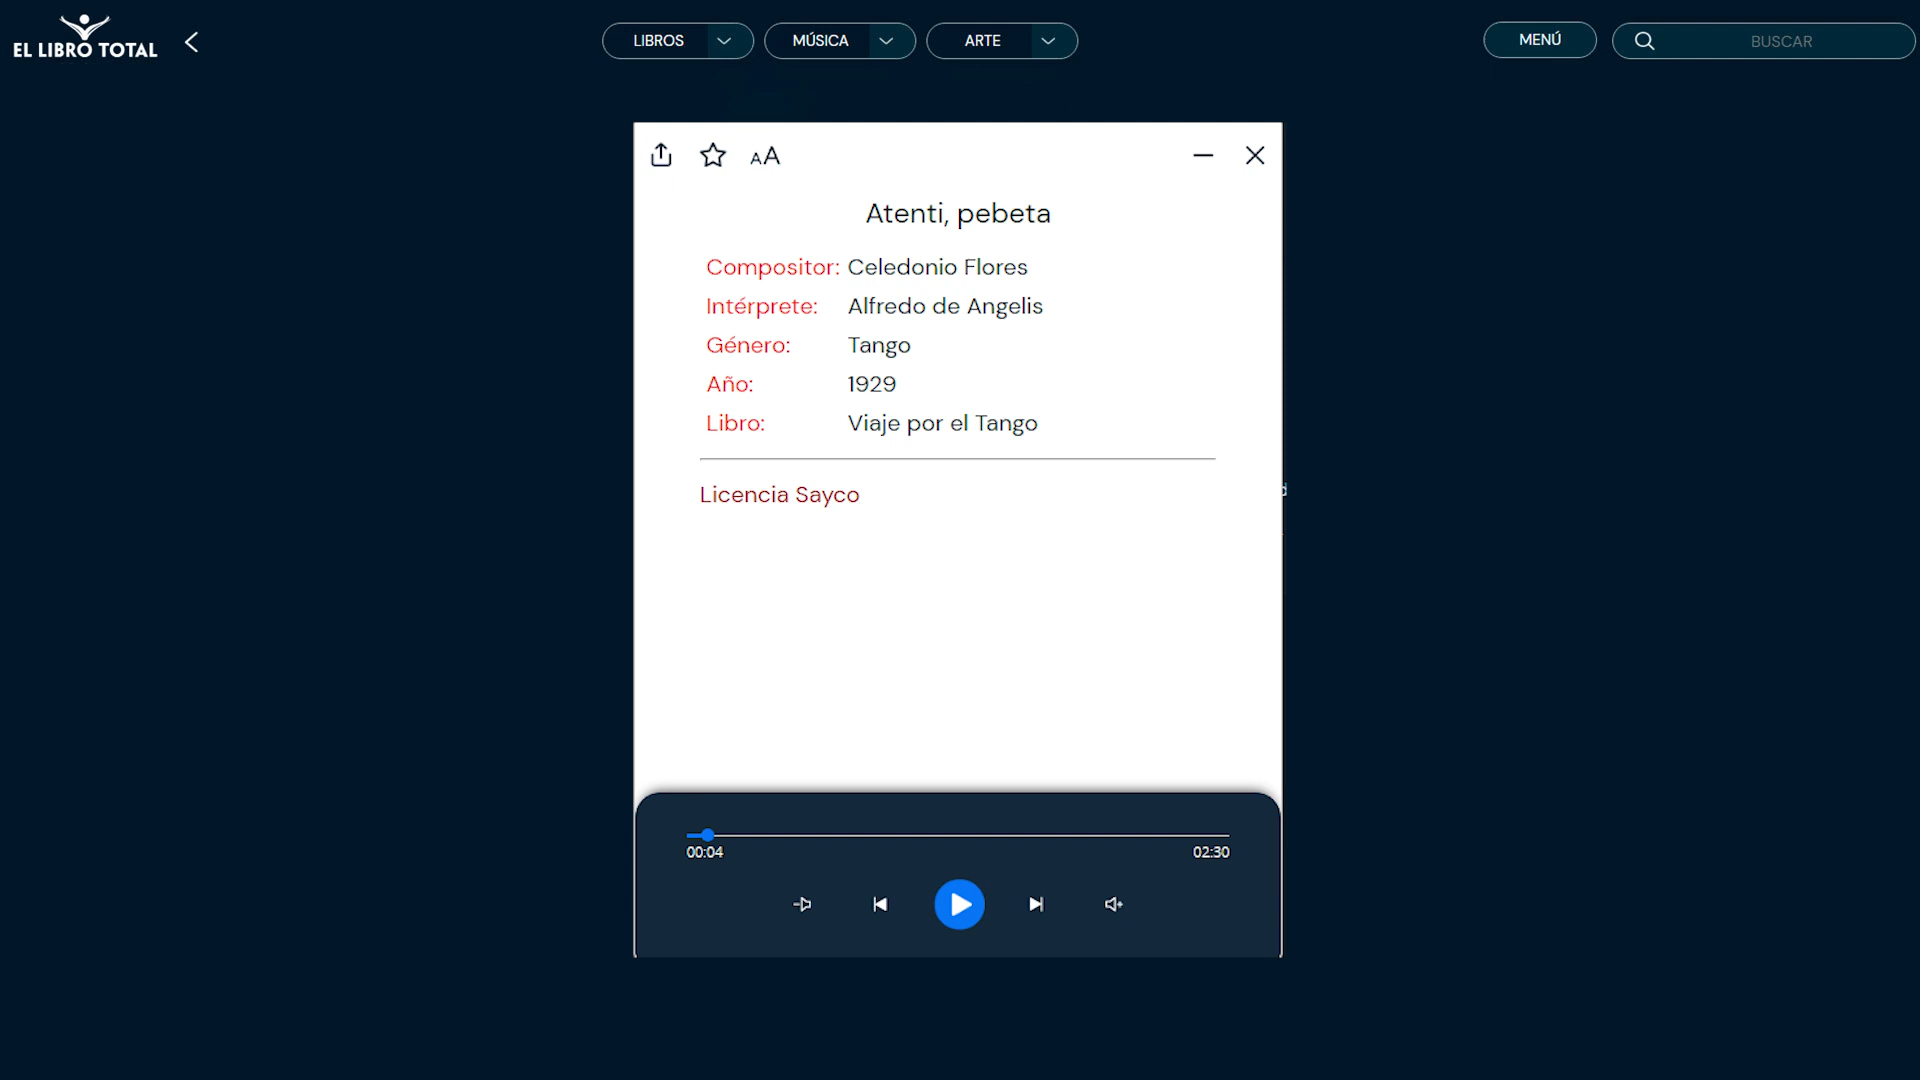 EL LIBRO TOTAL
LIBROS
MÚSICA
ARTE
MENÚ
BUSCAR
AA
Atenti, pebeta
Compositor: Celedonio Flores
Intérprete: Alfredo de Angelis
Género: Tango
Año: 1929
Libro: Viaje por el Tango
Licencia Sayco
00:04
02:30